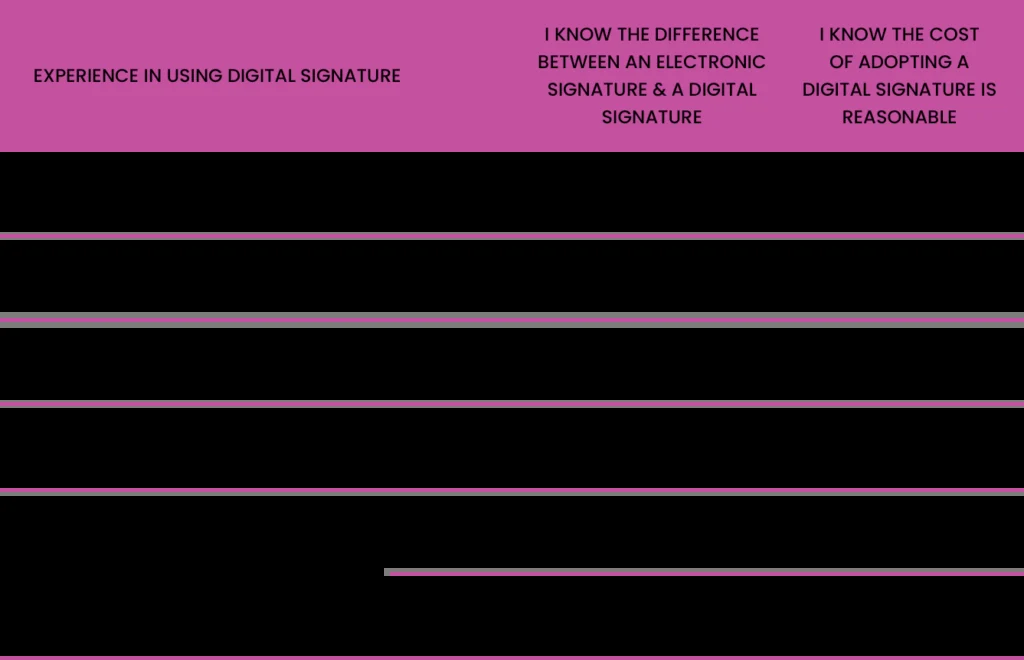 EXPERIENCE IN USING DIGITAL SIGNATURE
I KNOW THE DIFFERENCE
BETWEEN AN ELECTRONIC
SIGNATURE & A DIGITAL
SIGNATURE
I KNOW THE COST
OF ADOPTING A
DIGITAL SIGNATURE IS
REASONABLE